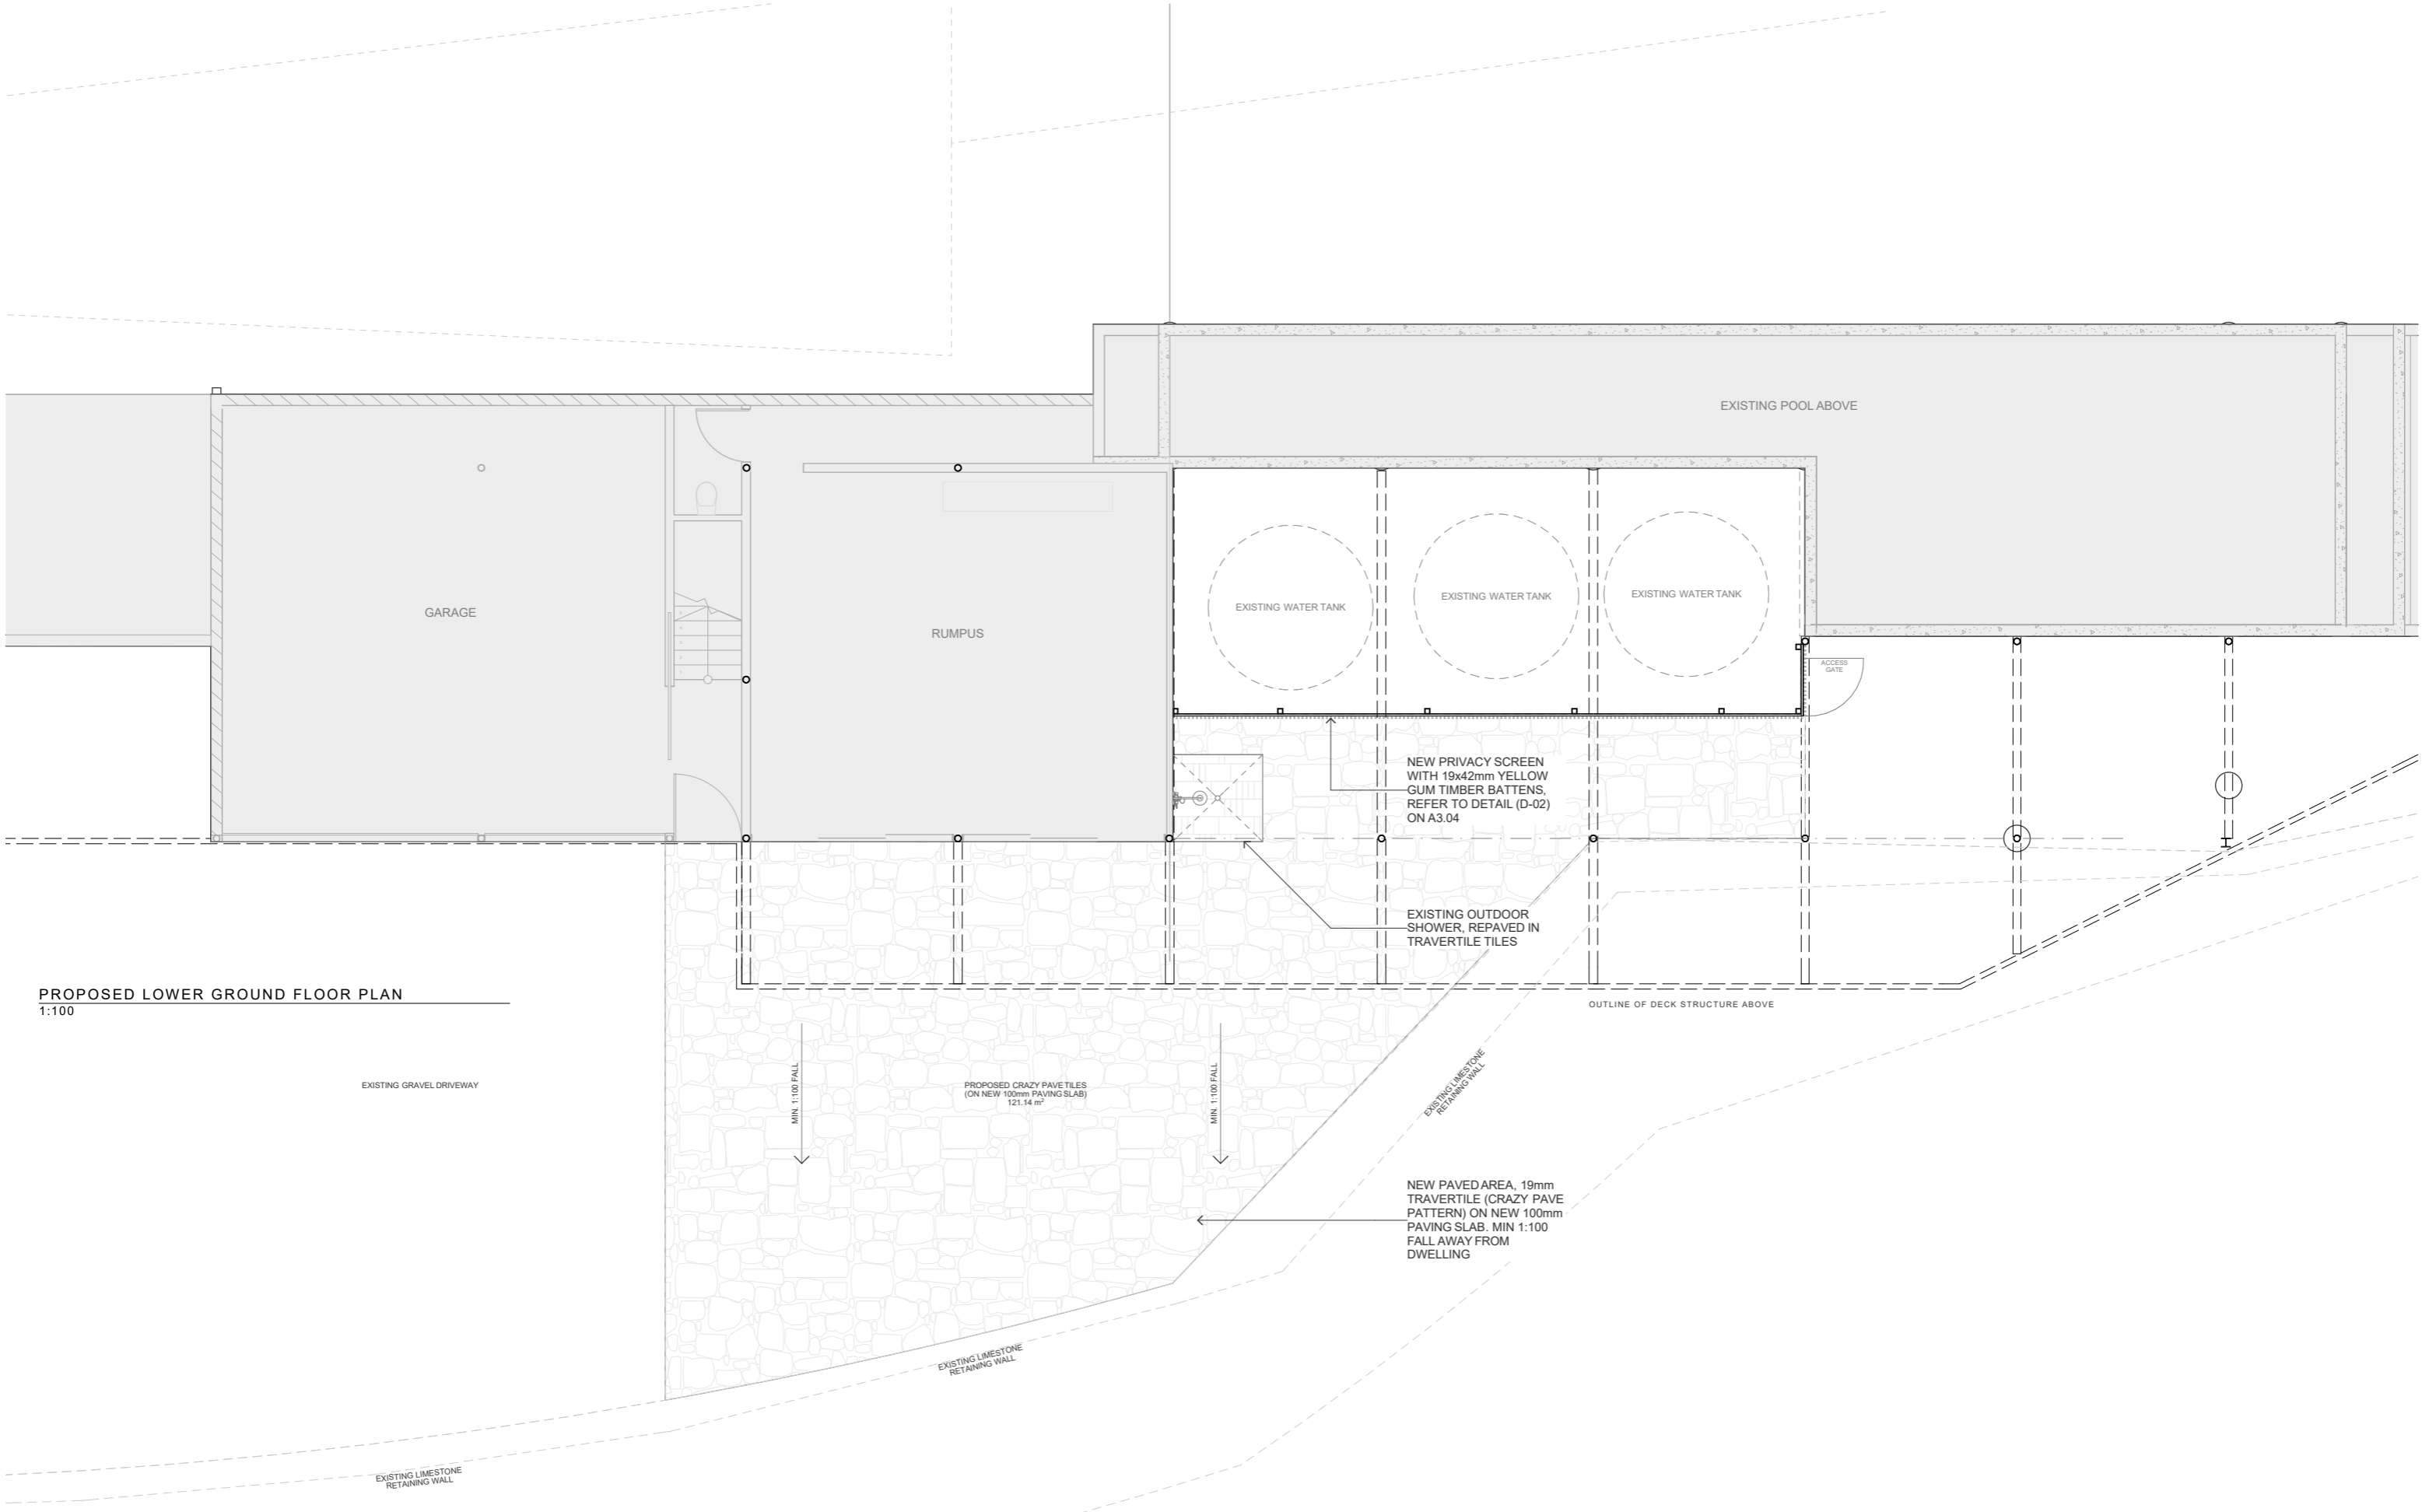 EXISTING POOL ABOVE
GARAGE
RUMPUS
EXISTING WATER TANK
EXISTING WATER TANK
EXISTING WATER TANK
ACCESS
GATE
NEW PRIVACY SCREEN
WITH 19x42mm YELLOW
GUM TIMBER BATTENS,
REFER TO DETAIL (D-02)
ON A3.04
EXISTING OUTDOOR
SHOWER, REPAVED IN
TRAVERTILE TILES
PROPOSED LOWER GROUND FLOOR PLAN
1:100
OUTLINE OF DECK STRUCTURE ABOVE
EXISTING GRAVEL DRIVEWAY
MIN. 1:100 FALL
PROPOSED CRAZY PAVE TILES
(ON NEW 100mm PAVING SLAB)
121.14 m²
MIN. 1:100 FALL
EXISTING LIMESTONE
RETAINING WALL
NEW PAVED AREA, 19mm
TRAVERTILE (CRAZY PAVE
PATTERN) ON NEW 100mm
PAVING SLAB. MIN 1:100
FALL AWAY FROM
DWELLING
EXISTING LIMESTONE
RETAINING WALL
EXISTING LIMESTONE
RETAINING WALL